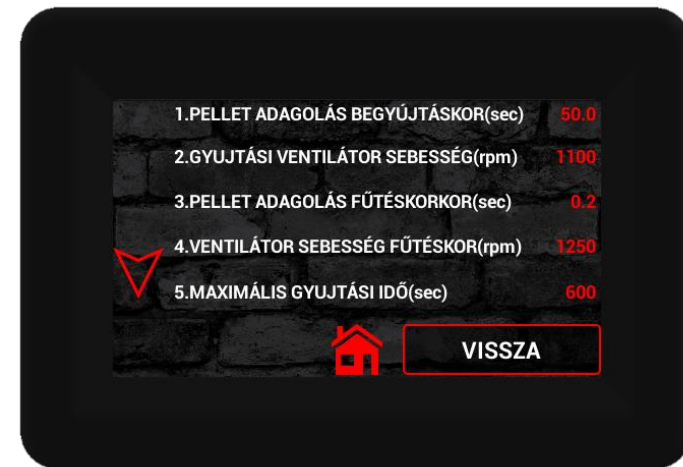 1.PELLET ADAGOLÁS BEGYÚJTÁSKOR(sec) 50.0
2.GYUJTÁSI VENTILÁTOR SEBESSÉG(rpm) 1100
3.PELLET ADAGOLÁS FŰTÉSKORKOR(sec) 0.2
4.VENTILÁTOR SEBESSÉG FŰTÉSKOR(rpm) 1250
5.MAXIMÁLIS GYUJTÁSI IDŐ(sec) 600
VISSZA